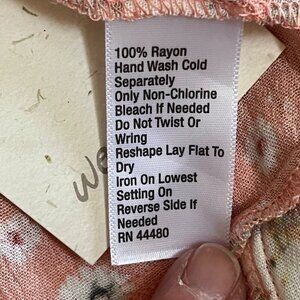 100% Rayon
Hand Wash Cold
Separately
Only Non-Chlorine
Bleach If Needed
Do Not Twist Or
Wring
Reshape Lay Flat To
Dry
Iron On Lowest
Setting On
Reverse Side If
Needed
RN 44480